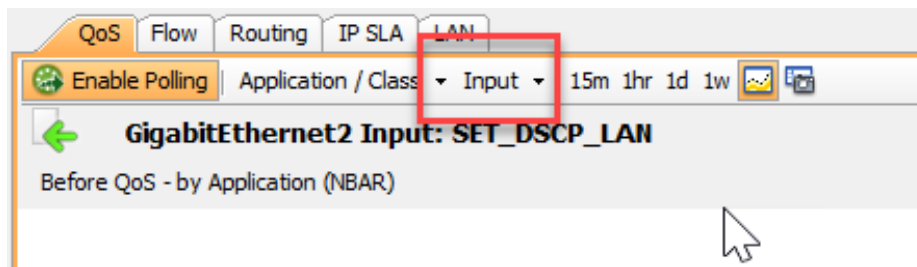 QoS Flow Routing IP SLA LAN
Enable Polling Application / Class Input 15m 1hr 1d 1w
GigabitEthernet2 Input: SET_DSCP_LAN
Before QoS - by Application (NBAR)